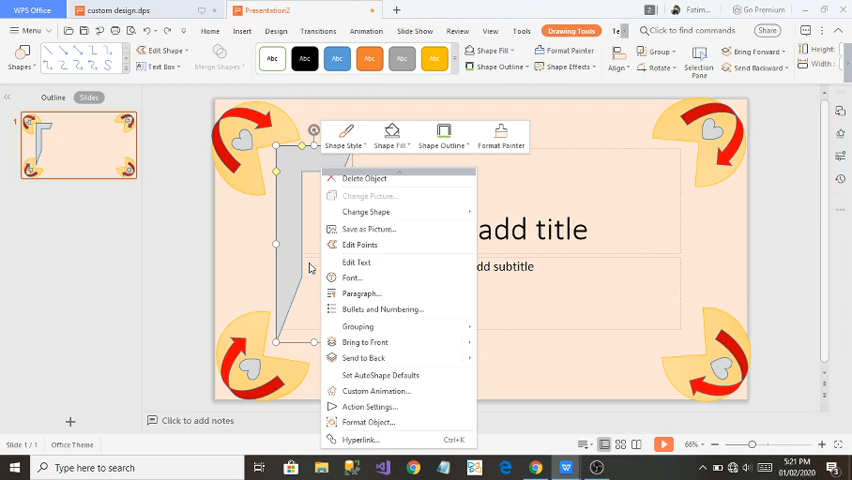 WPS Office
custom design.dps
Presentation2
2
Fatim...
Go Premium
Menu
Home
Insert
Design
Transitions
Animation
Slide Show
Review
View
Tools
Drawing Tools
Te
Click to find commands
Share
Shapes
Edit Shape
Text Box
Merge Shapes
Abc
Abc
Abc
Abc
Abc
Abc
Shape Fill
Shape Outline
Format Painter
Shape Effects
Align
Group
Rotate
Selection Pane
Bring Forward
Send Backward
Height:
Width:
Outline
Slides
1
Shape Style
Shape Fill
Shape Outline
Format Painter
Delete Object
Change Picture...
Change Shape
Save as Picture...
Edit Points
Edit Text
Font...
Paragraph...
Bullets and Numbering...
Grouping
Bring to Front
Send to Back
Set AutoShape Defaults
Custom Animation...
Action Settings...
Format Object...
Hyperlink... Ctrl+K
add title
dd subtitle
Click to add notes
Slide 1 / 1
Office Theme
66%
Type here to search
5:21 PM
01/02/2020
3